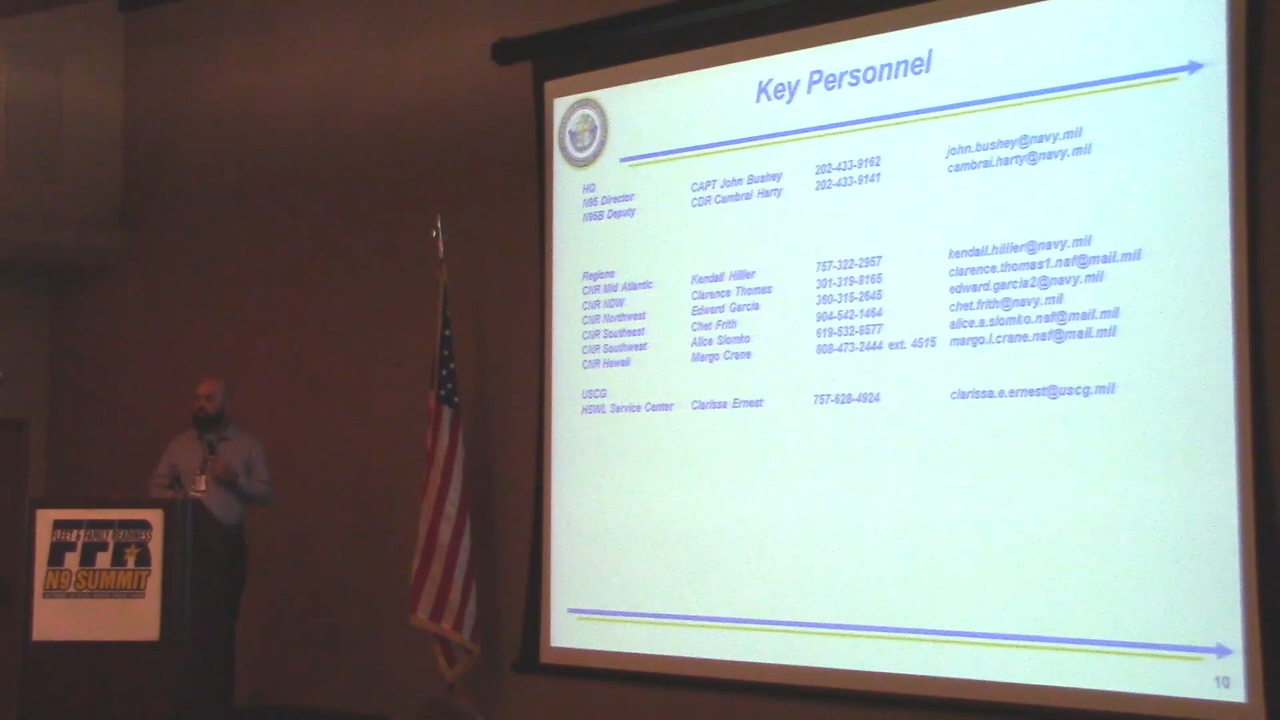 Key Personnel
HQ
N95 Director CAPT John Bushey 202-433-9162 john.bushey@navy.mil
N95B Deputy CDR Cambrai Harty 202-433-9141 cambrai.harty@navy.mil
Regions
CNR Mid Atlantic Kendall Hillier 757-322-2957 kendall.hillier@navy.mil
CNR NDW Clarence Thomas 301-319-8165 clarence.thomas1.naf@mail.mil
CNR Northwest Edward Garcia 360-315-2645 edward.garcia2@navy.mil
CNR Southeast Chet Frith 904-542-1464 chet.frith@navy.mil
CNR Southwest Alice Slomko 619-532-6577 alice.a.slomko.naf@mail.mil
CNR Hawaii Margo Crane 808-473-2444 ext. 4515 margo.l.crane.naf@mail.mil
USCG
HSWL Service Center Clarissa Ernest 757-628-4924 clarissa.e.ernest@uscg.mil
10
FLEET & FAMILY READINESS
FFR
N9 SUMMIT